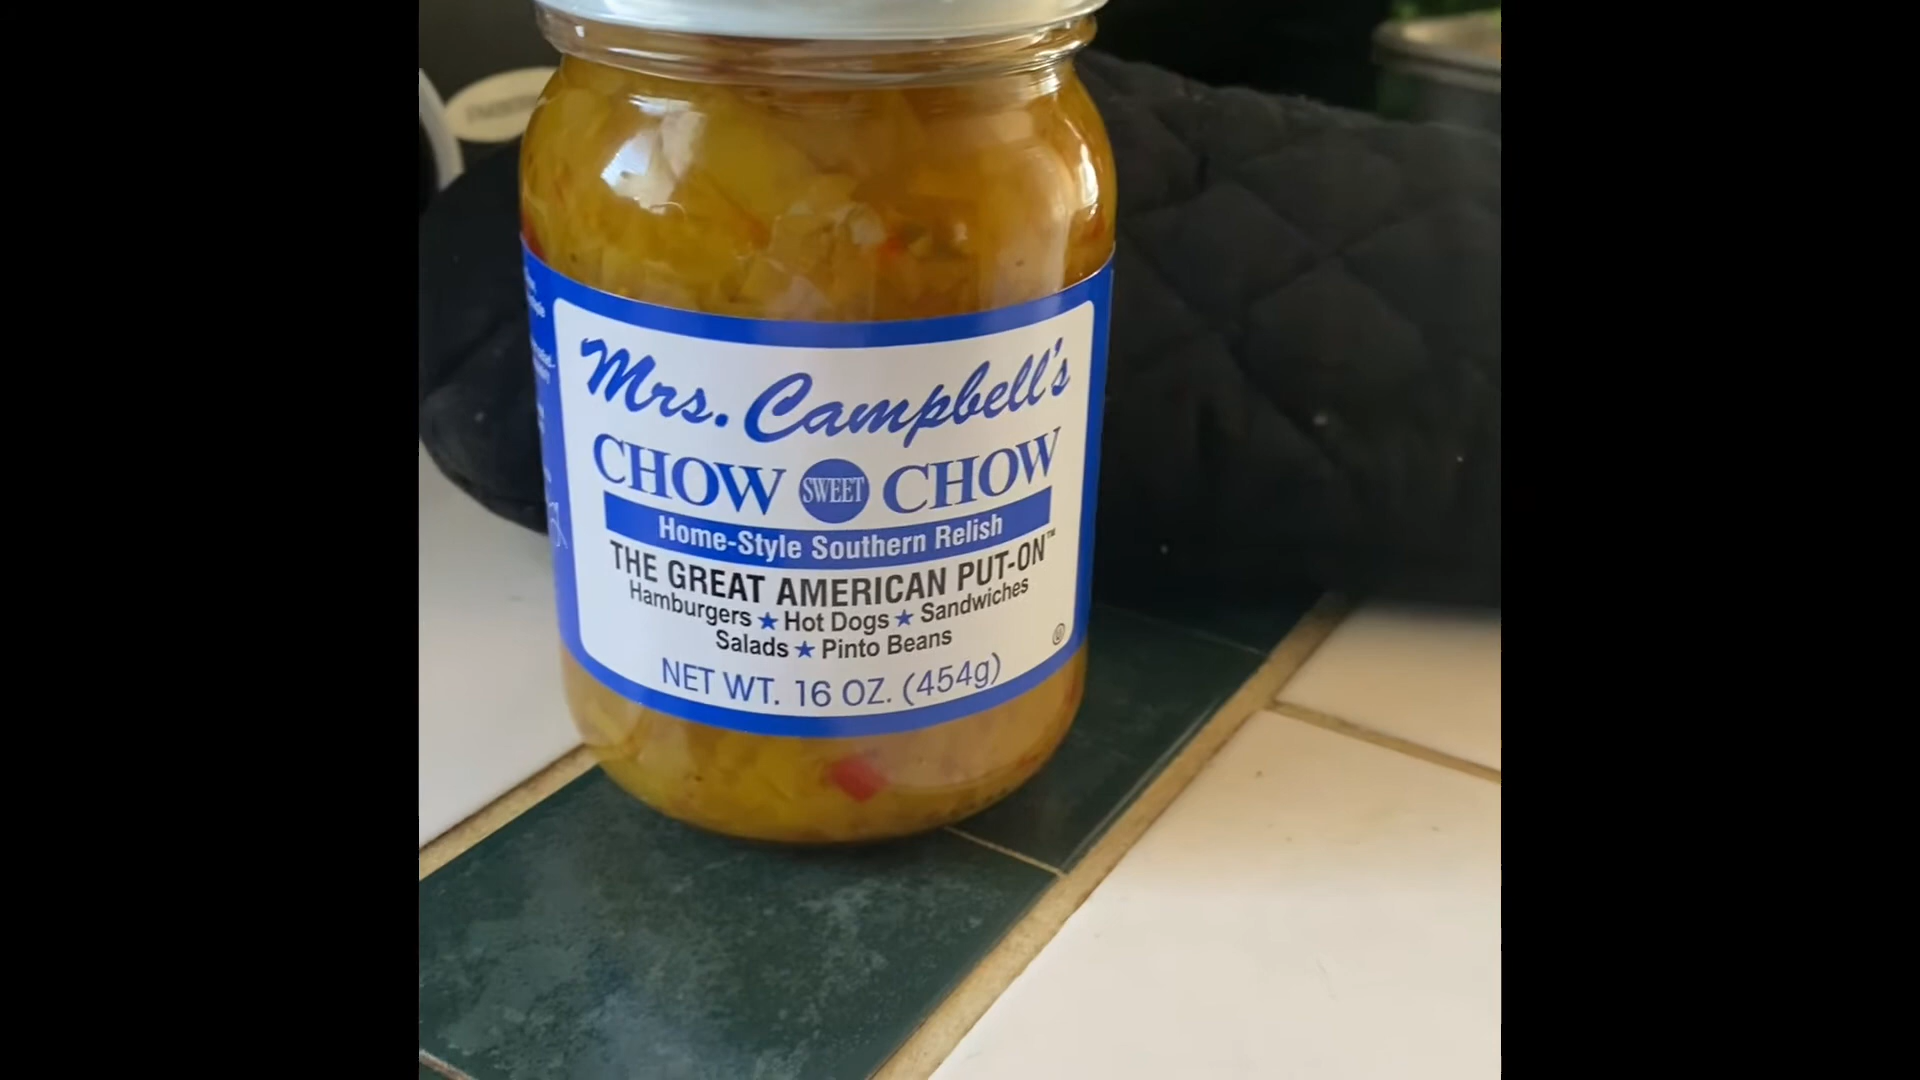 Mrs. Campbell's
CHOW SWEET CHOW
Home-Style Southern Relish
THE GREAT AMERICAN PUT-ON™
Hamburgers ★ Hot Dogs ★ Sandwiches
Salads ★ Pinto Beans
NET WT. 16 OZ. (454g)